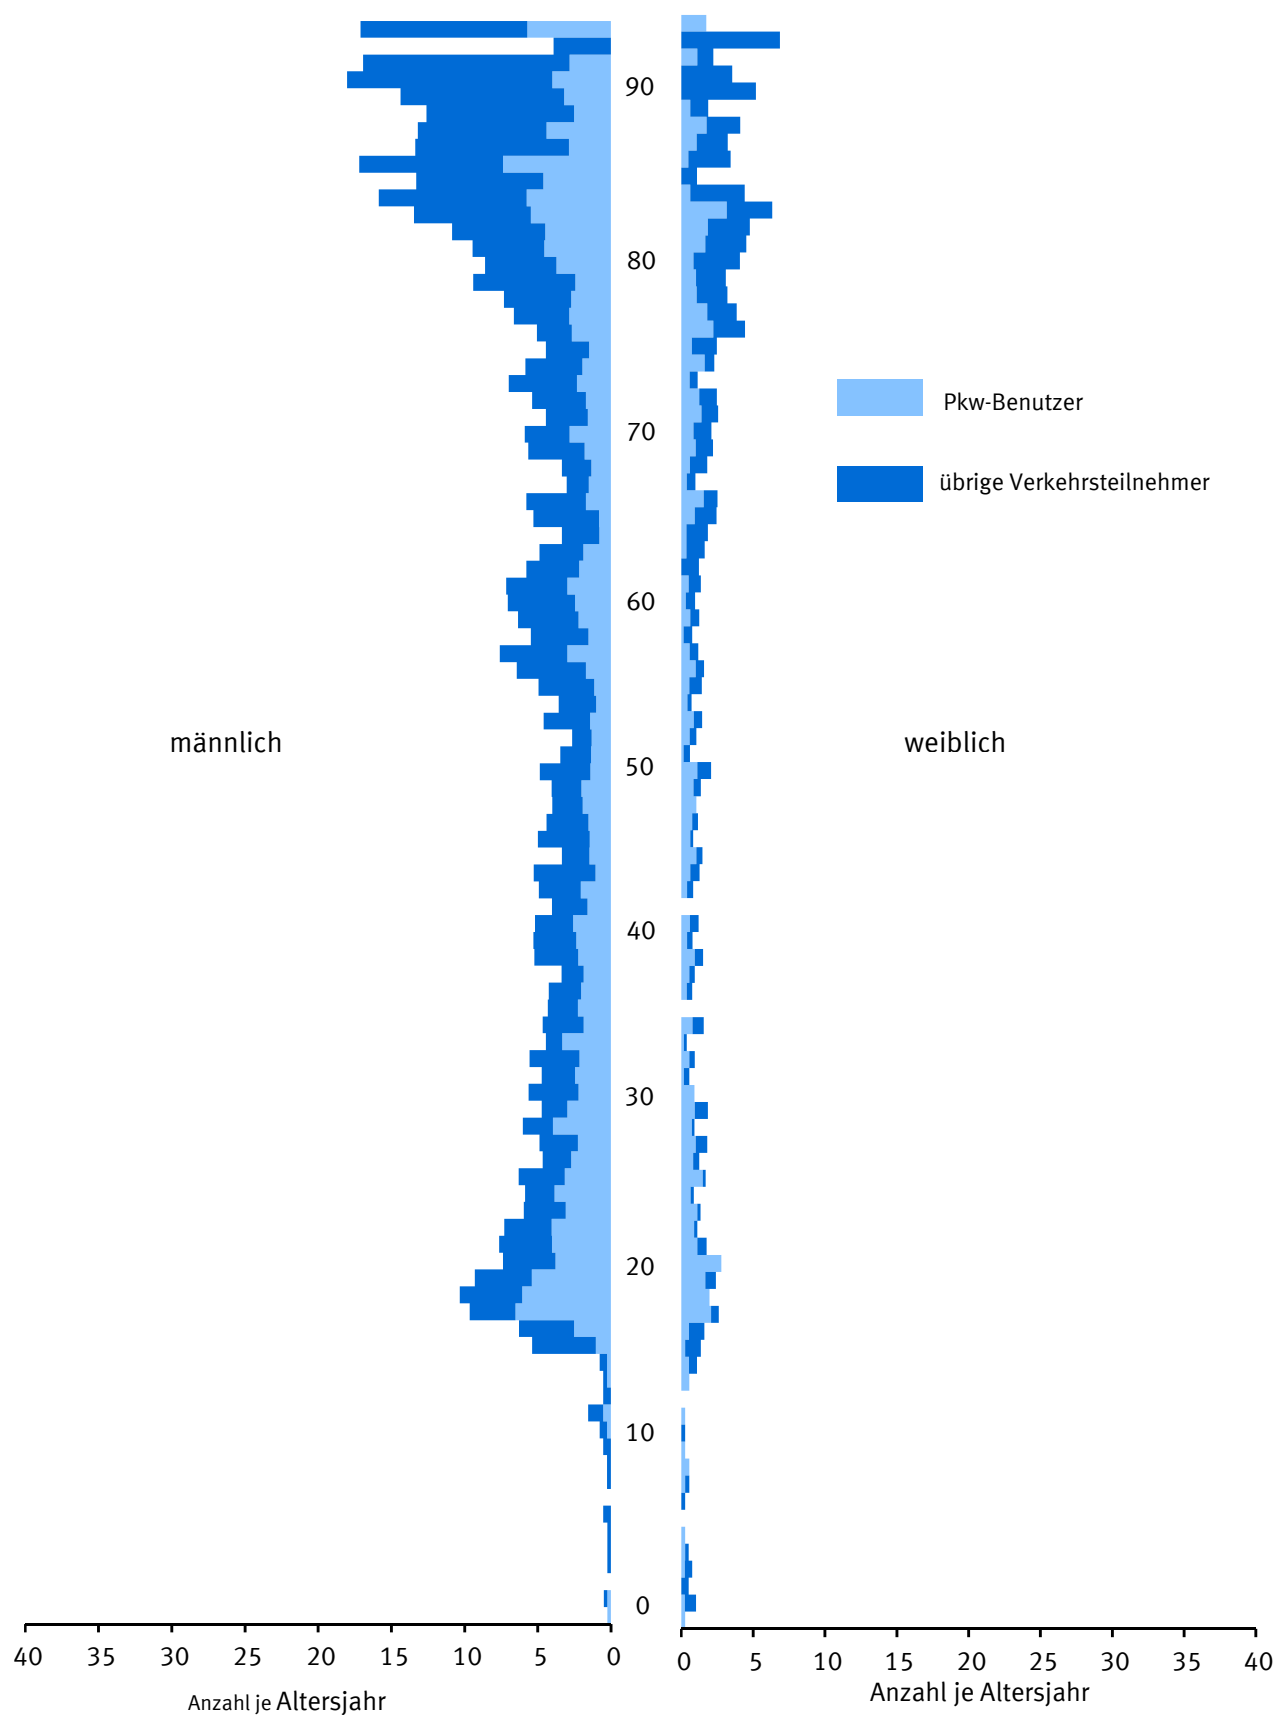 90
80
Pkw-Benutzer
70
übrige Verkehrsteilnehmer
60
männlich
weiblich
50
40
30
20
10
0
40 35 30 25 20 15 10 5 0
0 5 10 15 20 25 30 35 40
Anzahl je Altersjahr
Anzahl je Altersjahr